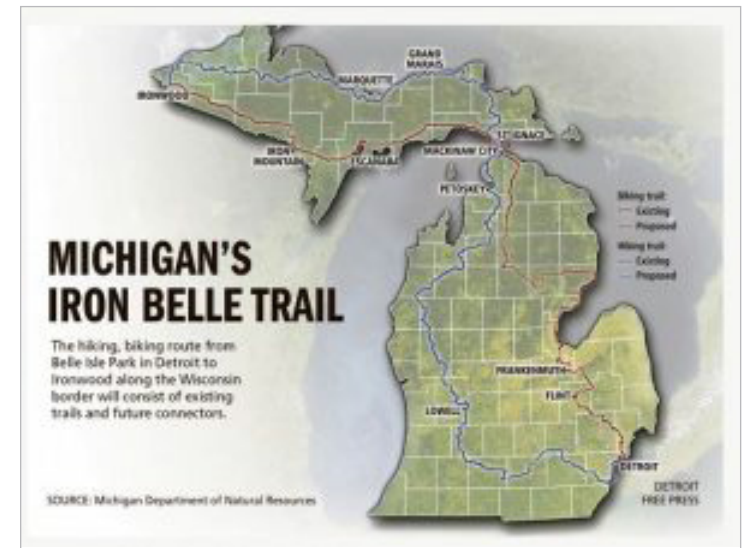 GRAND
MARAIS
MARQUETTE
IRONWOOD
ST IGNACE
IRON
MOUNTAIN
ESCANABA
MACKINAW CITY
PETOSKEY
Biking trail:
Existing
Proposed
Hiking trail:
Existing
Proposed
MICHIGAN'S
IRON BELLE TRAIL
The hiking, biking route from
Belle Isle Park in Detroit to
Ironwood along the Wisconsin
border will consist of existing
trails and future connectors.
FRANKENMUTH
FLINT
LOWELL
DETROIT
SOURCE: Michigan Department of Natural Resources
DETROIT
FREE PRESS